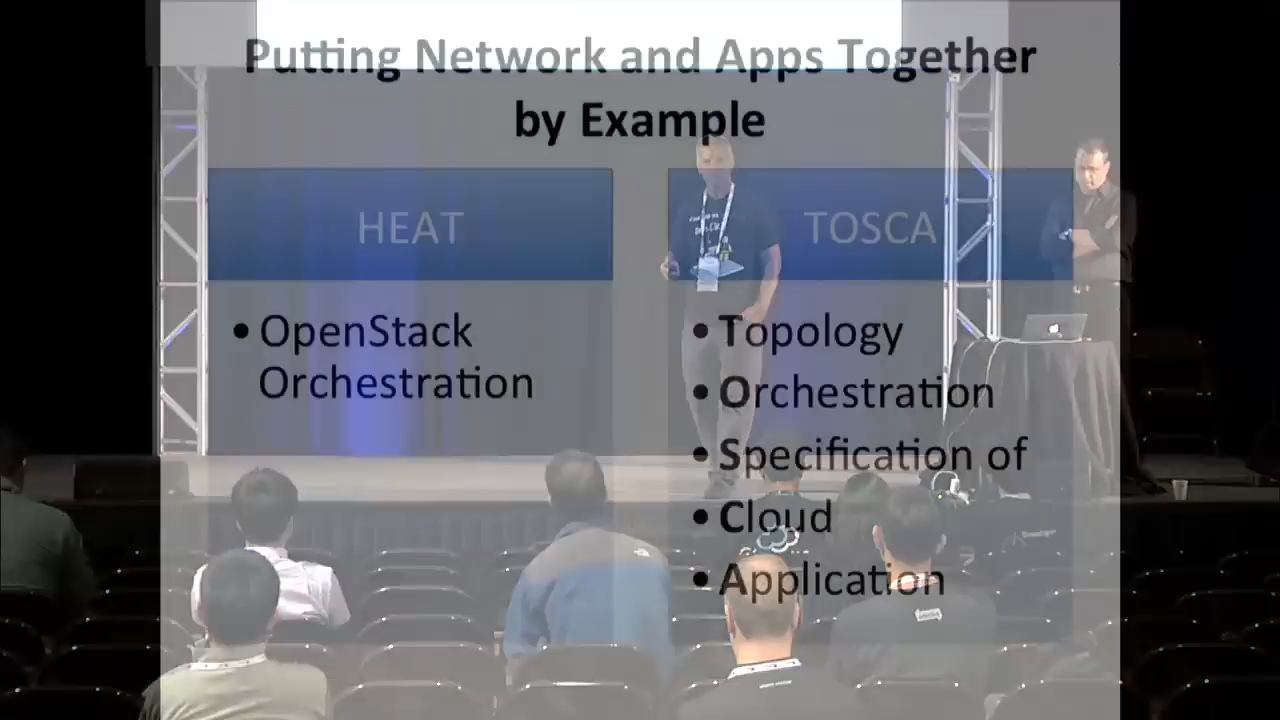 Putting Network and Apps Together
by Example
HEAT
TOSCA
• OpenStack
Orchestration
• Topology
• Orchestration
• Specification of
• Cloud
• Application